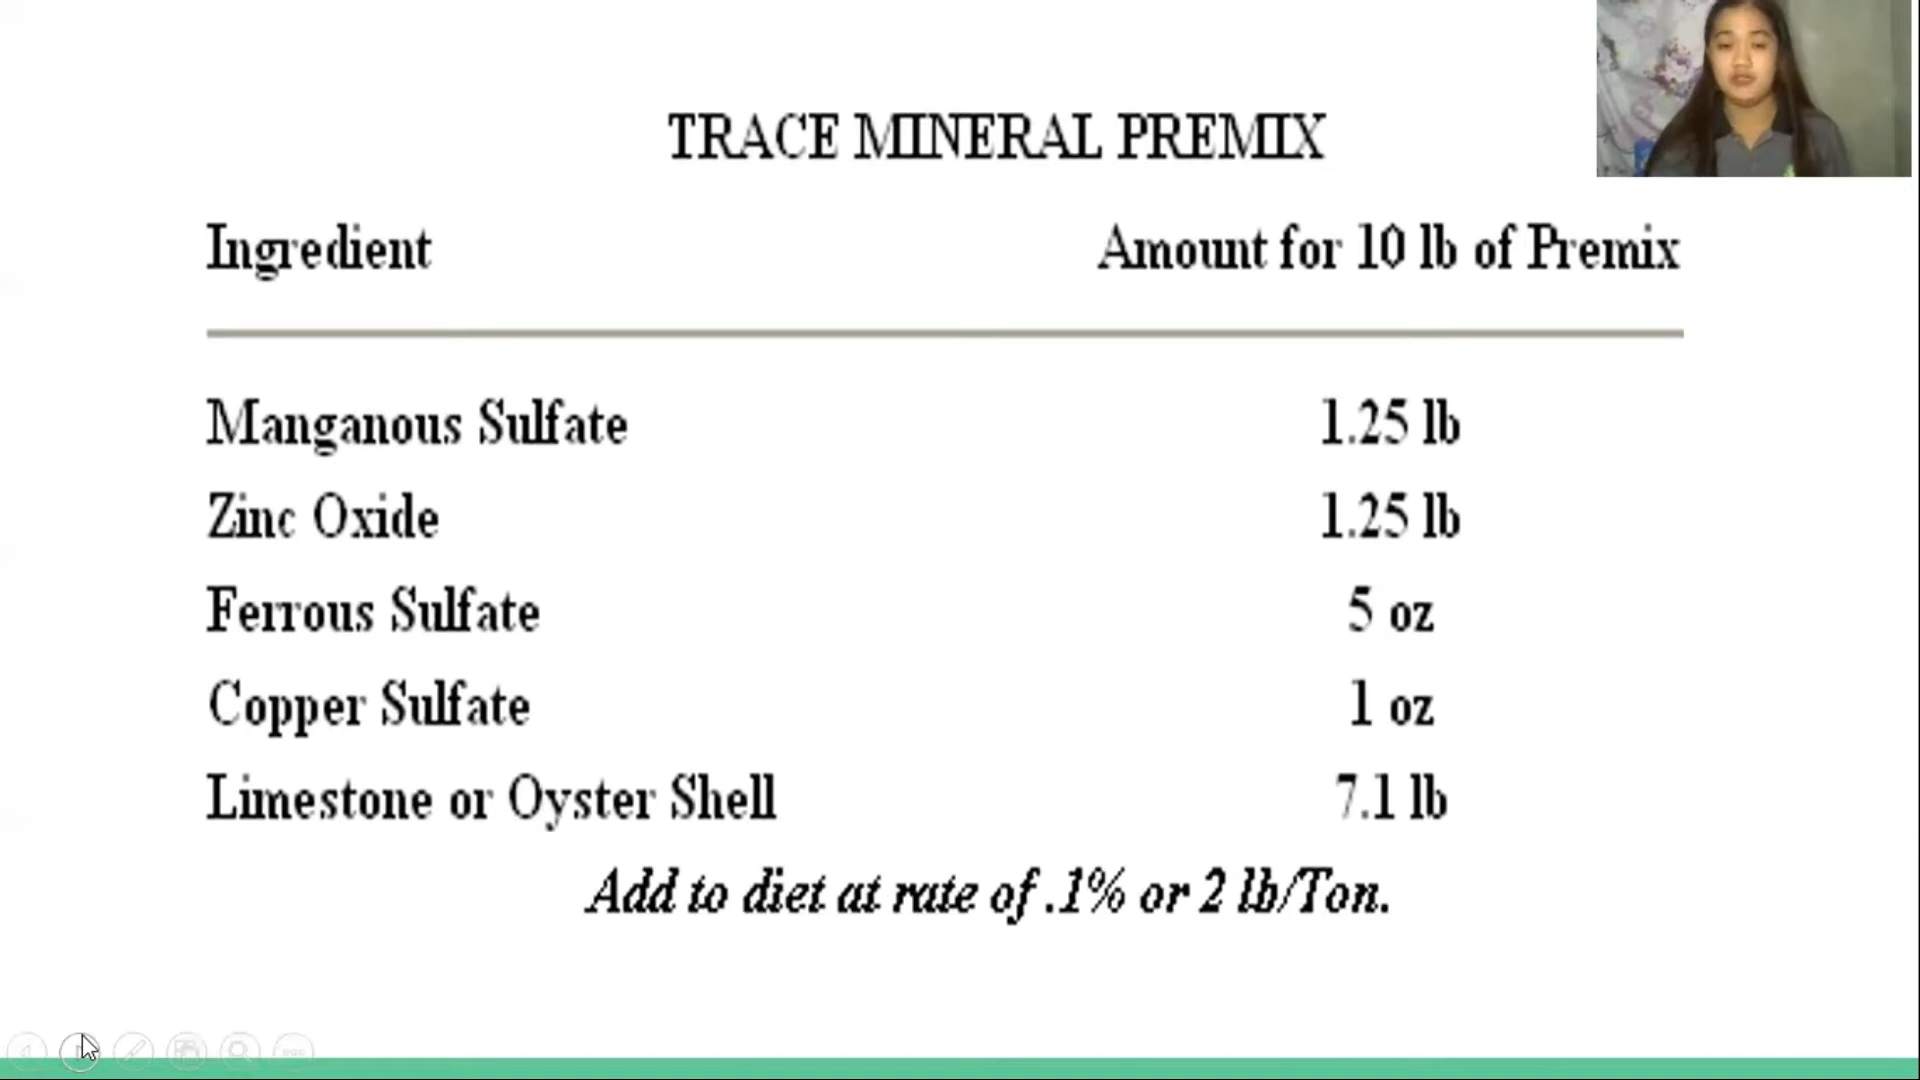 TRACE MINERAL PREMIX
Ingredient Amount for 10 lb of Premix
Manganous Sulfate 1.25 lb
Zinc Oxide 1.25 lb
Ferrous Sulfate 5 oz
Copper Sulfate 1 oz
Limestone or Oyster Shell 7.1 lb
Add to diet at rate of .1% or 2 lb/Ton.